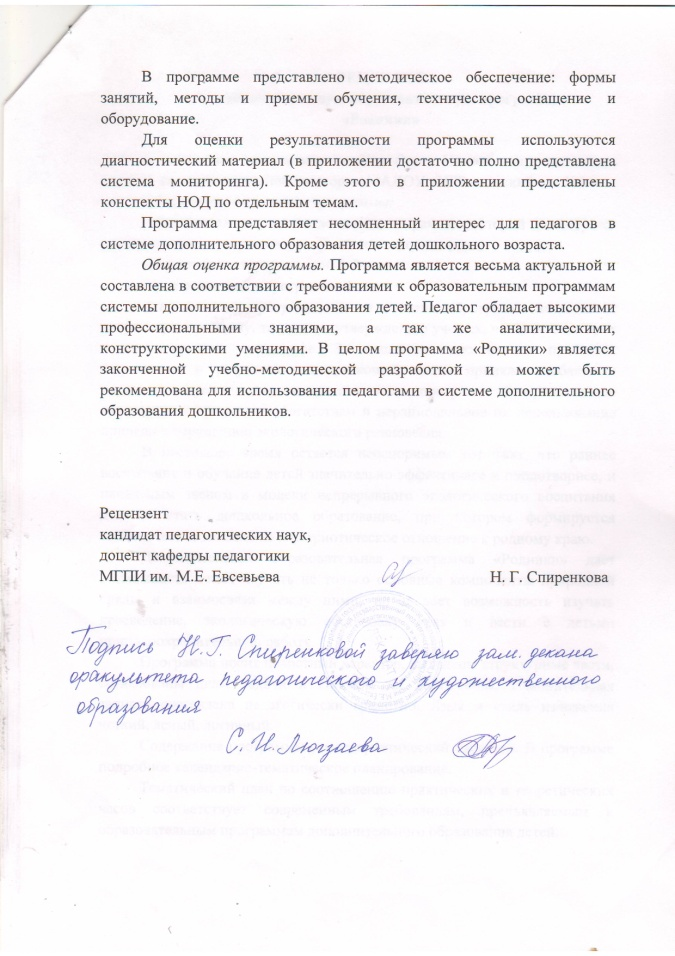 В программе представлено методическое обеспечение: формы
занятий, методы и приемы обучения, техническое оснащение и
оборудование.
Для оценки результативности программы используются
диагностический материал (в приложении достаточно полно представлена
система мониторинга). Кроме этого в приложении представлены
конспекты НОД по отдельным темам.
Программа представляет несомненный интерес для педагогов в
системе дополнительного образования детей дошкольного возраста.
Общая оценка программы. Программа является весьма актуальной и
составлена в соответствии с требованиями к образовательным программам
системы дополнительного образования детей. Педагог обладает высокими
профессиональными знаниями, а так же аналитическими,
конструкторскими умениями. В целом программа «Родники» является
законченной учебно-методической разработкой и может быть
рекомендована для использования педагогами в системе дополнительного
образования дошкольников.
Рецензент
кандидат педагогических наук,
доцент кафедры педагогики
МГПИ им. М.Е. Евсевьева Н. Г. Спиренкова
Подпись Н.Г. Спиренковой заверяю зам. декана
факультета педагогического и художественного
образования
С. Н. Люгзаева